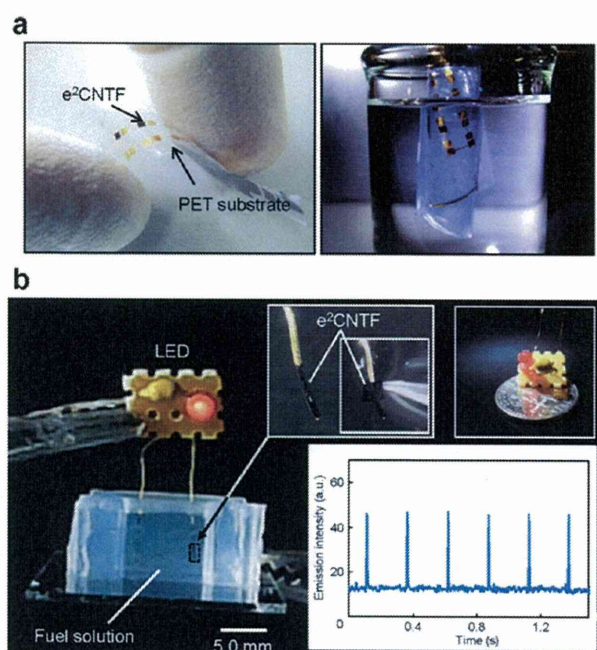 a
e²CNTF
PET substrate
b
LED
e²CNTF
Fuel solution
5.0 mm
Emission intensity (a.u.)
60
40
20
0
0.4
0.8
1.2
Time (s)